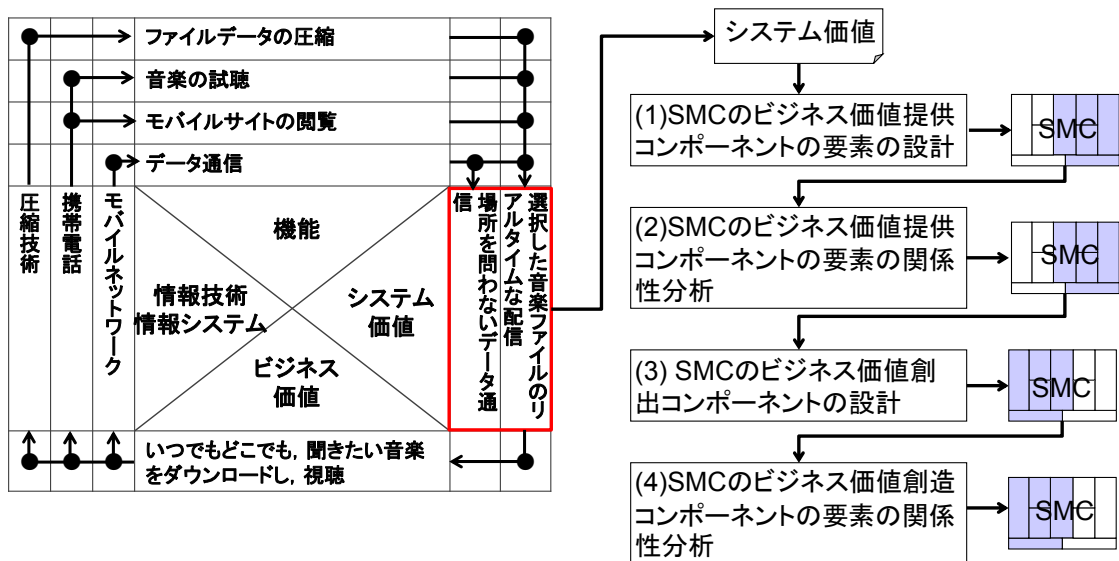 ファイルデータの圧縮
音楽の試聴
モバイルサイトの閲覧
データ通信
圧縮技術
携帯電話
モバイルネットワーク
機能
情報技術
情報システム
システム
価値
ビジネス
価値
選択した音楽ファイルのリ
アルタイムな配信
場所を問わないデータ通
信
いつでもどこでも, 聞きたい音楽
をダウンロードし, 視聴
システム価値
(1)SMCのビジネス価値提供
コンポーネントの要素の設計
SMC
(2)SMCのビジネス価値提供
コンポーネントの要素の関係
性分析
SMC
(3) SMCのビジネス価値創
出コンポーネントの設計
SMC
(4)SMCのビジネス価値創造
コンポーネントの要素の関係
性分析
SMC